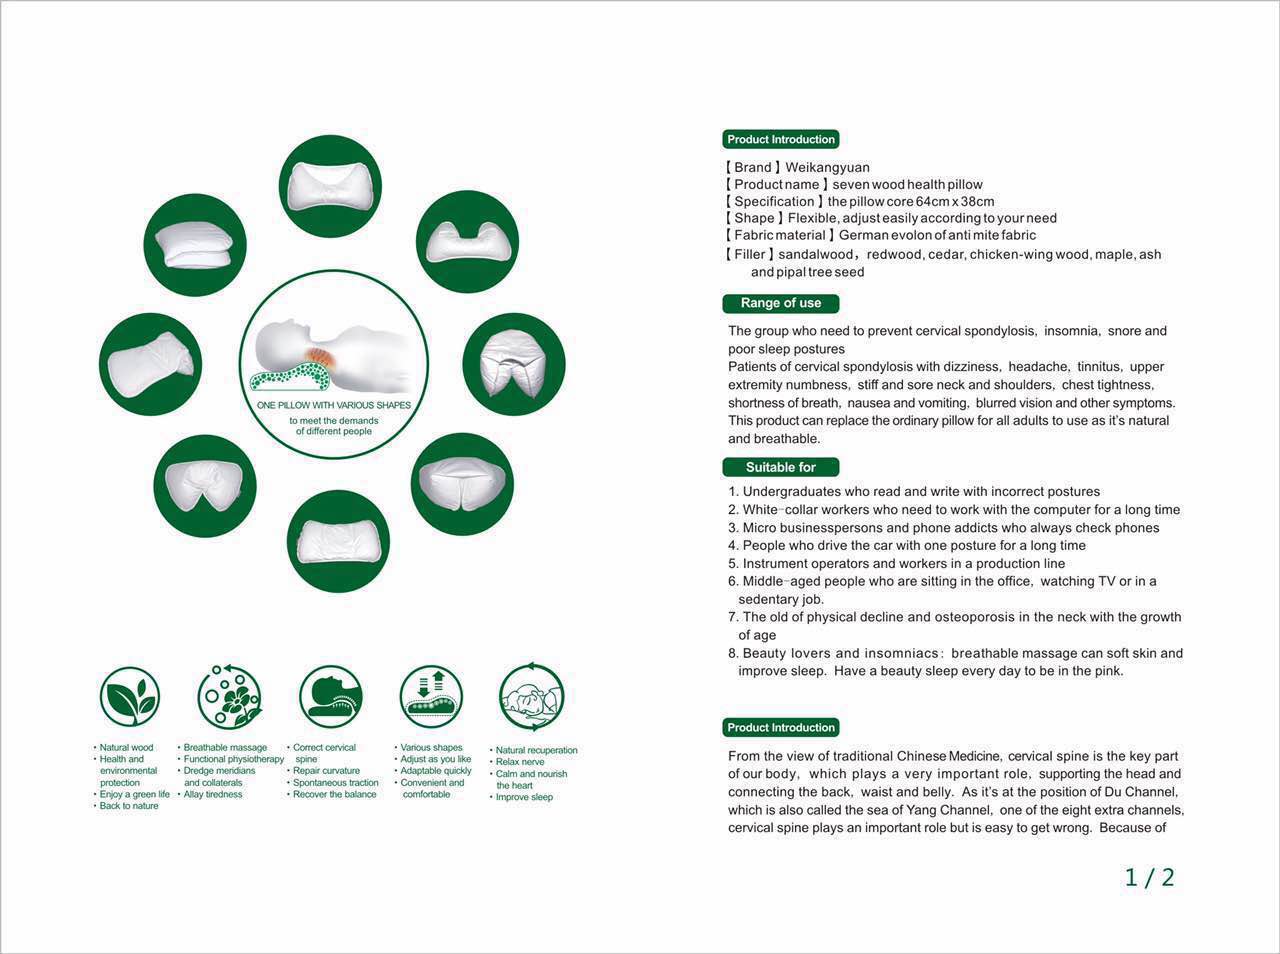 ONE PILLOW WITH VARIOUS SHAPES
to meet the demands
of different people
• Natural wood
• Health and
environmental
protection
• Enjoy a green life
• Back to nature
• Breathable massage
• Functional physiotherapy
• Dredge meridians
and collaterals
• Allay tiredness
• Correct cervical
spine
• Repair curvature
• Spontaneous traction
• Recover the balance
• Various shapes
• Adjust as you like
• Adaptable quickly
• Convenient and
comfortable
• Natural recuperation
• Relax nerve
• Calm and nourish
the heart
• Improve sleep
Product Introduction
【Brand】Weikangyuan
【Product name】seven wood health pillow
【Specification】the pillow core 64cm x 38cm
【Shape】Flexible, adjust easily according to your need
【Fabric material】German evolon of anti mite fabric
【Filler】sandalwood，redwood, cedar, chicken-wing wood, maple, ash
and pipal tree seed
Range of use
The group who need to prevent cervical spondylosis, insomnia, snore and
poor sleep postures
Patients of cervical spondylosis with dizziness, headache, tinnitus, upper
extremity numbness, stiff and sore neck and shoulders, chest tightness,
shortness of breath, nausea and vomiting, blurred vision and other symptoms.
This product can replace the ordinary pillow for all adults to use as it's natural
and breathable.
Suitable for
1. Undergraduates who read and write with incorrect postures
2. White-collar workers who need to work with the computer for a long time
3. Micro businesspersons and phone addicts who always check phones
4. People who drive the car with one posture for a long time
5. Instrument operators and workers in a production line
6. Middle-aged people who are sitting in the office, watching TV or in a
sedentary job.
7. The old of physical decline and osteoporosis in the neck with the growth
of age
8. Beauty lovers and insomniacs: breathable massage can soft skin and
improve sleep. Have a beauty sleep every day to be in the pink.
Product Introduction
From the view of traditional Chinese Medicine, cervical spine is the key part
of our body, which plays a very important role, supporting the head and
connecting the back, waist and belly. As it's at the position of Du Channel,
which is also called the sea of Yang Channel, one of the eight extra channels,
cervical spine plays an important role but is easy to get wrong. Because of
1 / 2